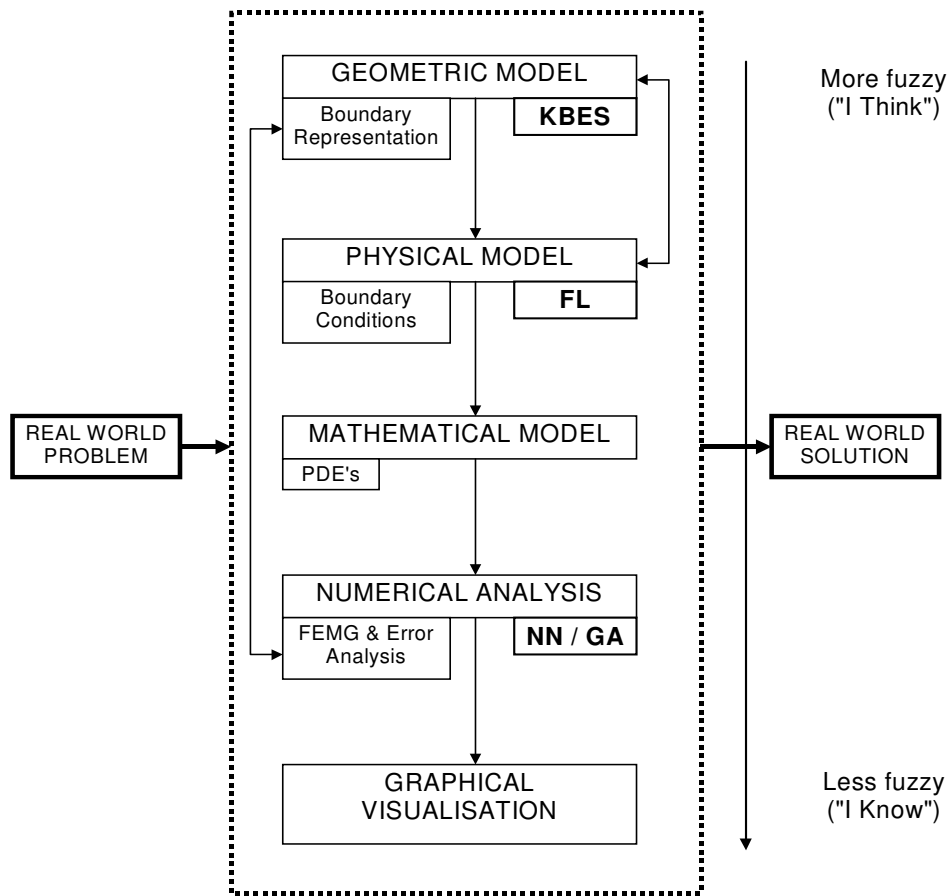 GEOMETRIC MODEL
Boundary
Representation
KBES
More fuzzy
("I Think")
PHYSICAL MODEL
Boundary
Conditions
FL
REAL WORLD
PROBLEM
MATHEMATICAL MODEL
PDE's
REAL WORLD
SOLUTION
NUMERICAL ANALYSIS
FEMG & Error
Analysis
NN / GA
GRAPHICAL
VISUALISATION
Less fuzzy
("I Know")